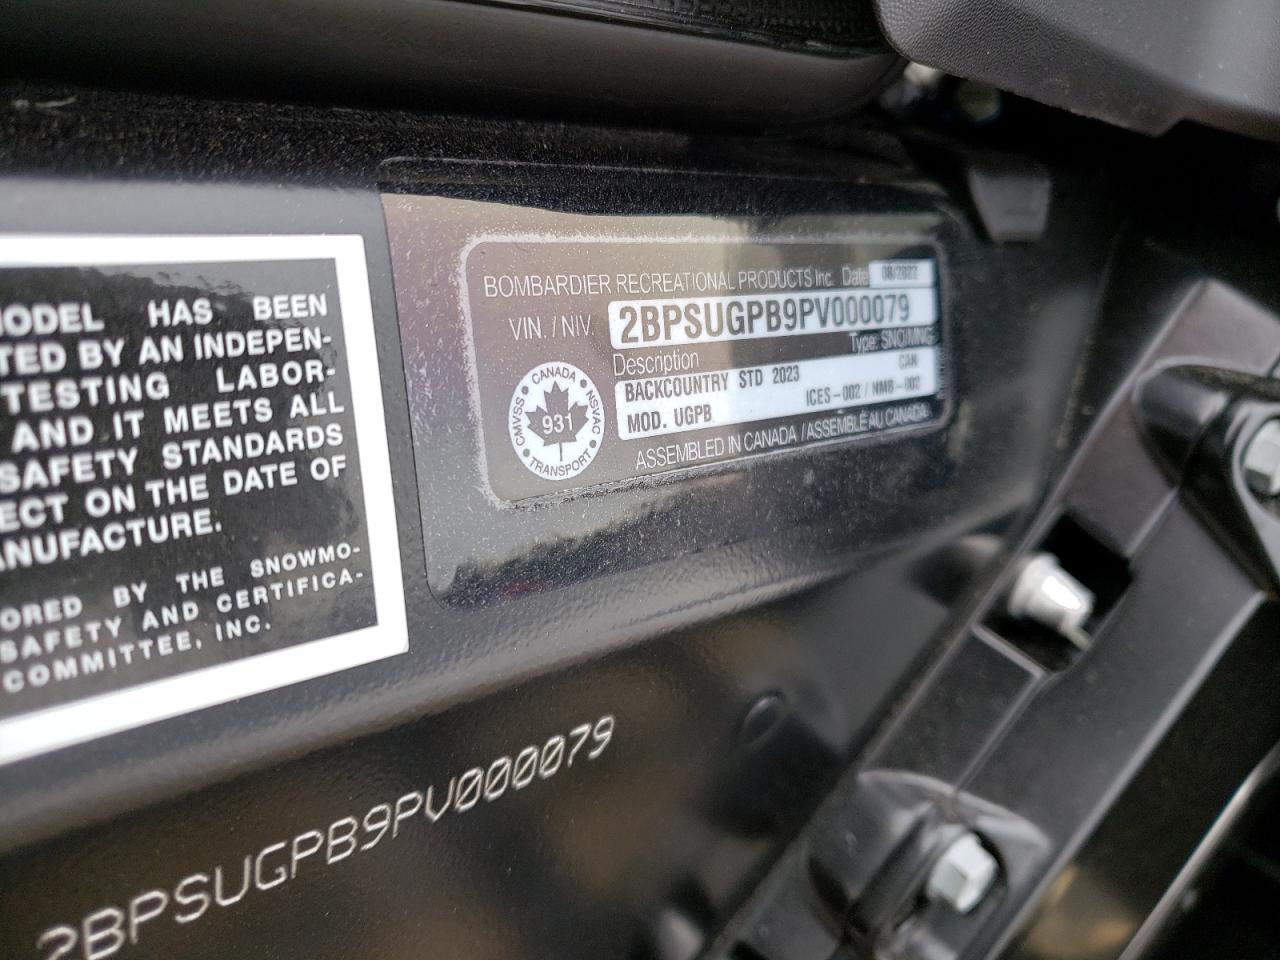 MODEL HAS BEEN
TED BY AN INDEPEN-
TESTING LABOR-
AND IT MEETS ALL
SAFETY STANDARDS
ECT ON THE DATE OF
ANUFACTURE.
ORED BY THE SNOWMO-
SAFETY AND CERTIFICA-
COMMITTEE, INC.
BOMBARDIER RECREATIONAL PRODUCTS Inc. Date 08/2022
VIN. / NIV. 2BPSUGPB9PV000079
Description Type: SNO/MNG
BACKCOUNTRY STD 2023 CAN
MOD. UGPB ICES-002 / NMB-002
ASSEMBLED IN CANADA / ASSEMBLÉ AU CANADA
CANADA
CMVSS 931 NSVAC
TRANSPORT
2BPSUGPB9PV000079